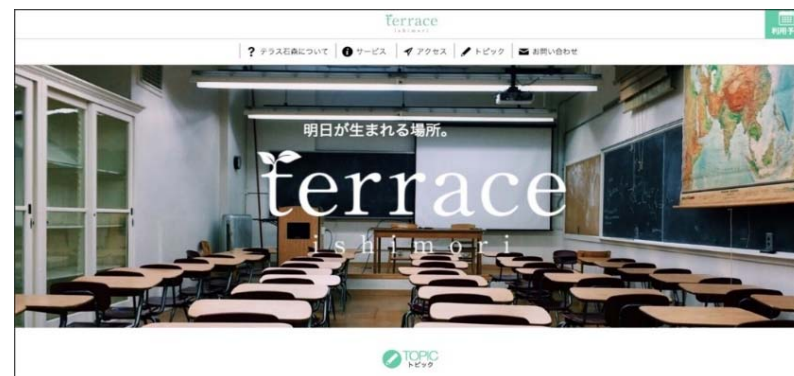 terrace
ishimori
利用予
テラス石森について
サービス
アクセス
トピック
お問い合わせ
明日が生まれる場所。
terrace
ishimori
TOPIC
トピック